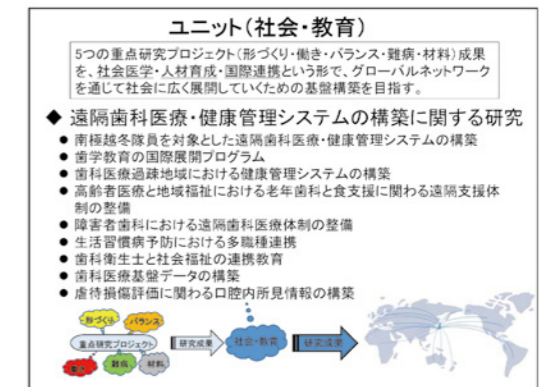 ユニット(社会・教育)
5つの重点研究プロジェクト(形づくり・働き・バランス・難病・材料)成果
を、社会医学・人材育成・国際連携という形で、グローバルネットワーク
を通じて社会に広く展開していくための基盤構築を目指す。
◆ 遠隔歯科医療・健康管理システムの構築に関する研究
● 南極越冬隊員を対象とした遠隔歯科医療・健康管理システムの構築
● 歯学教育の国際展開プログラム
● 歯科医療過疎地域における健康管理システムの構築
● 高齢者医療と地域福祉における老年歯科と食支援に関わる遠隔支援体
制の整備
● 障害者歯科における遠隔歯科医療体制の整備
● 生活習慣病予防における多職種連携
● 歯科衛生士と社会福祉の連携教育
● 歯科医療基盤データの構築
● 虐待損傷評価に関わる口腔内所見情報の構築
形づくり
バランス
重点研究プロジェクト
働き
難病
材料
研究成果
社会・教育
研究成果